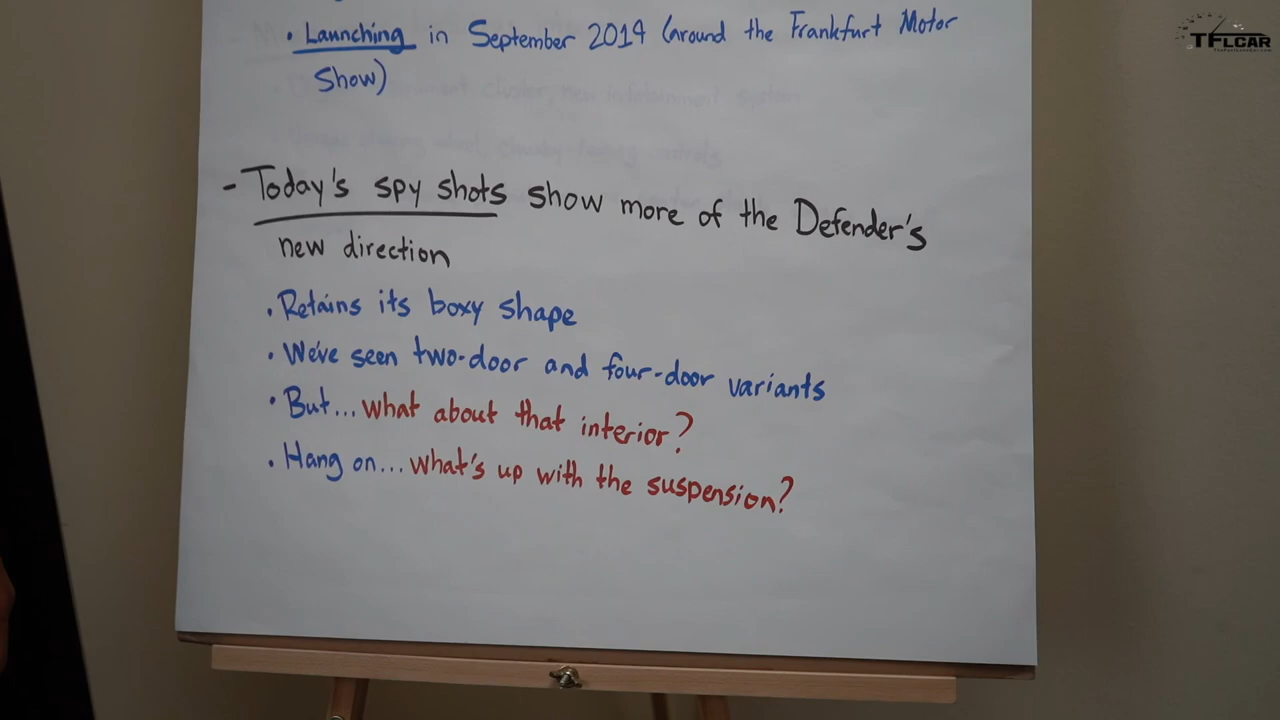 • Launching in September 2019 (around the Frankfurt Motor
Show)
- Today's spy shots show more of the Defender's
new direction
• Retains its boxy shape
• We've seen two-door and four-door variants
• But... what about that interior?
• Hang on... what's up with the suspension?
TFLCAR